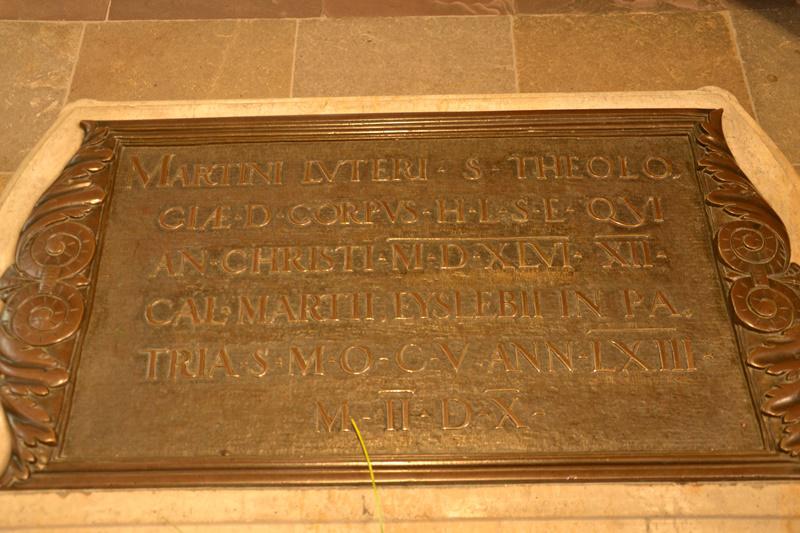 MARTINI LVTERI · S · THEOLO
GIÆ · D · CORPVS · H · L · S · E · QVI
AN · CHRISTI · M · D · XLVI · XII ·
CAL · MARTII · EYSLEBII · IN · PA
TRIA · S · M · O · C · V · ANN · LXIII ·
M · II · D · X ·